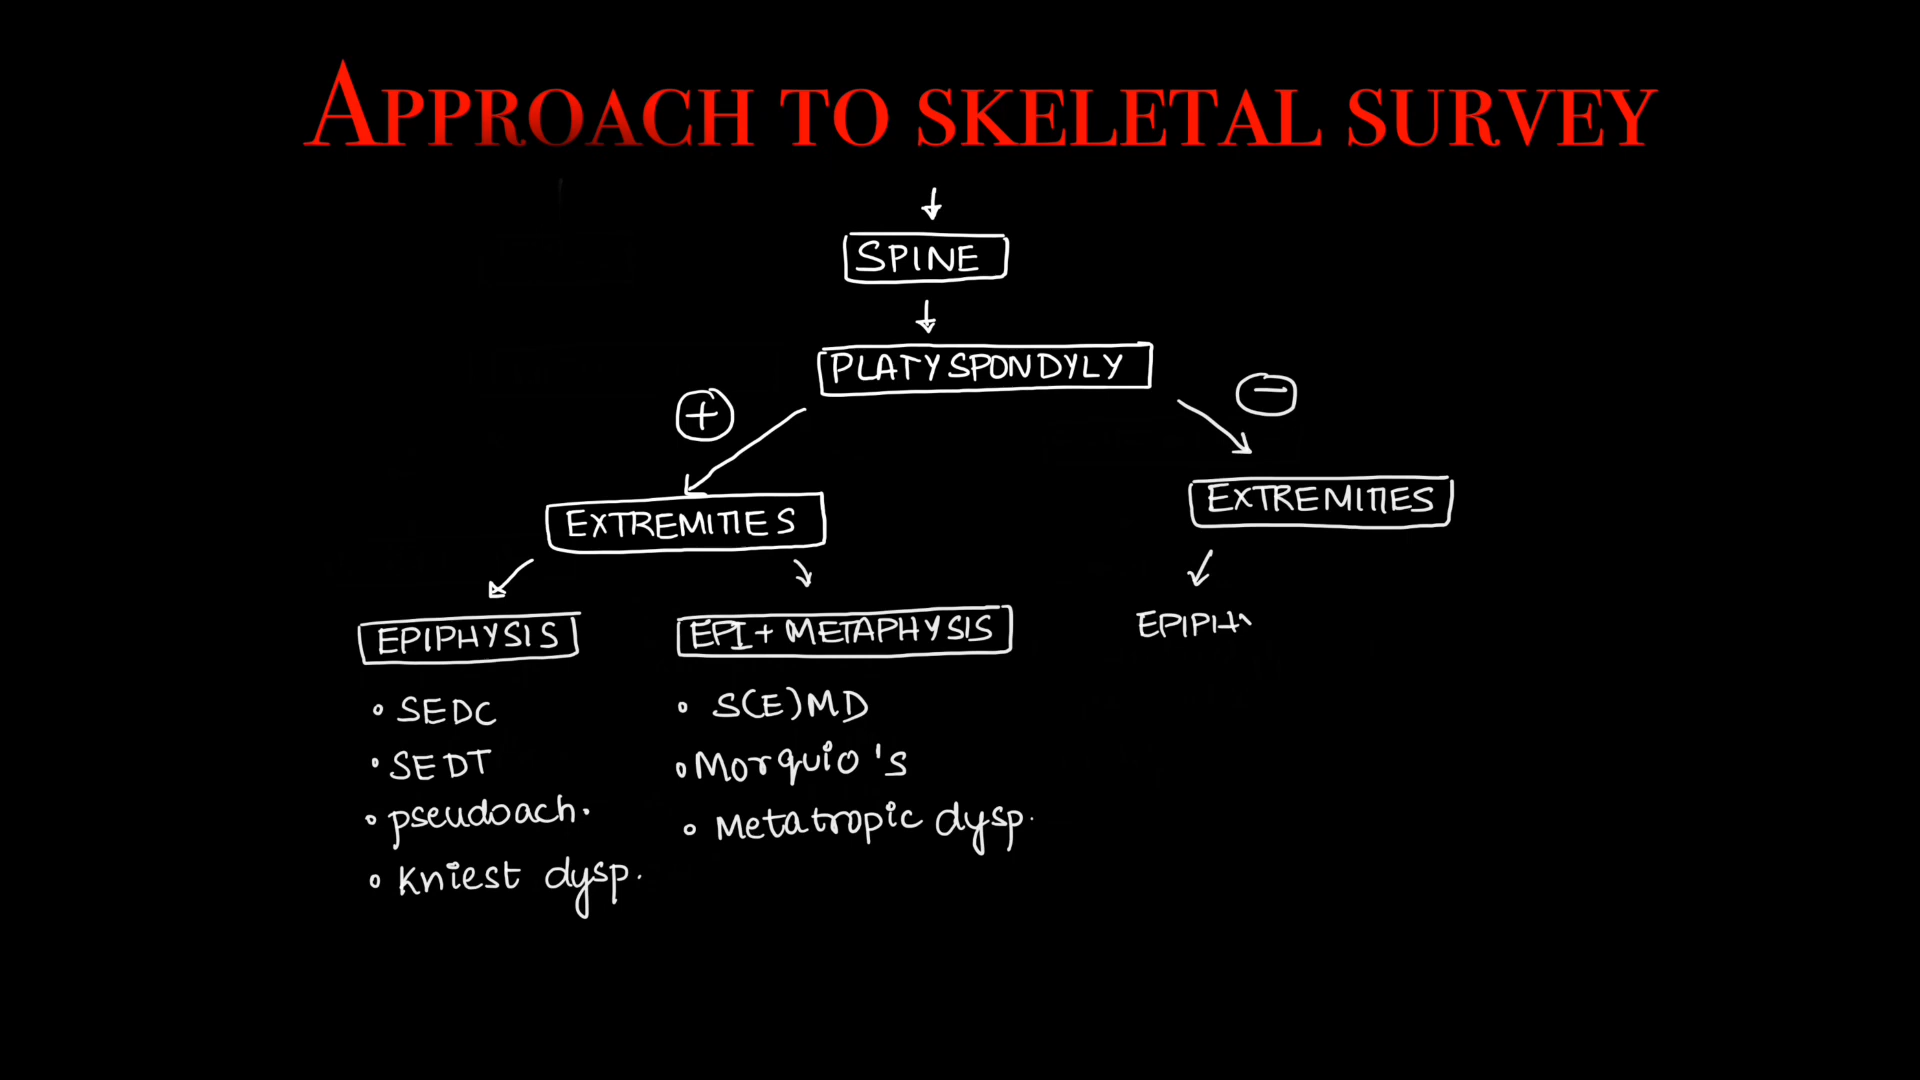 APPROACH TO SKELETAL SURVEY
SPINE
PLATYSPONDYLY
+
−
EXTREMITIES
EXTREMITIES
EPIPHYSIS
EPI + METAPHYSIS
EPIPHY
• SEDC
• SEDT
• pseudoach.
• Kniest dysp.
• S(E)MD
• Morquio's
• Metatropic dysp.